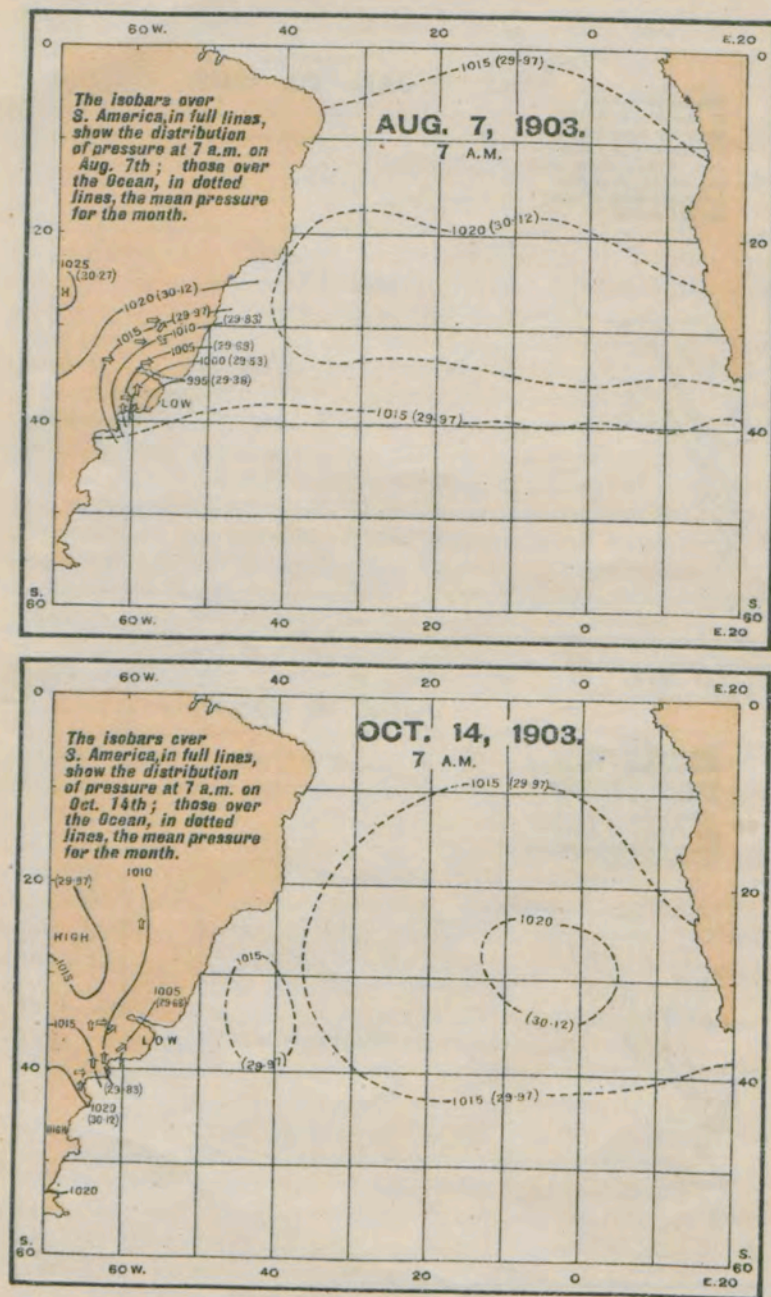 60 W. 40 20 0 E.20
0 0
1015 (29·97)
The isobars over
S. America, in full lines,
show the distribution
of pressure at 7 a.m. on
Aug. 7th; those over
the Ocean, in dotted
lines, the mean pressure
for the month.
AUG. 7, 1903.
7 A.M.
20 20
1020 (30·12)
1025
(30·27)
H
1020 (30·12)
1015 (29·97)
1010 (29·83)
1005 (29·69)
1000 (29·53)
995 (29·38)
LOW
1015 (29·97)
40 40
S. S.
60 60
60 W. 40 20 0 E.20
60 W. 40 20 0 E.20
0 0
The isobars over
S. America, in full lines,
show the distribution
of pressure at 7 a.m. on
Oct. 14th; those over
the Ocean, in dotted
lines, the mean pressure
for the month.
OCT. 14, 1903.
7 A.M.
1015 (29·97)
20 20
(29·97)
1010
HIGH
1020
1015
1015
1005
(29·68)
1015
LOW
(30·12)
(29·97)
40 40
(29·83)
1020
(30·12)
1015 (29·97)
HIGH
1020
S. S.
60 60
60 W. 40 20 0 E.20